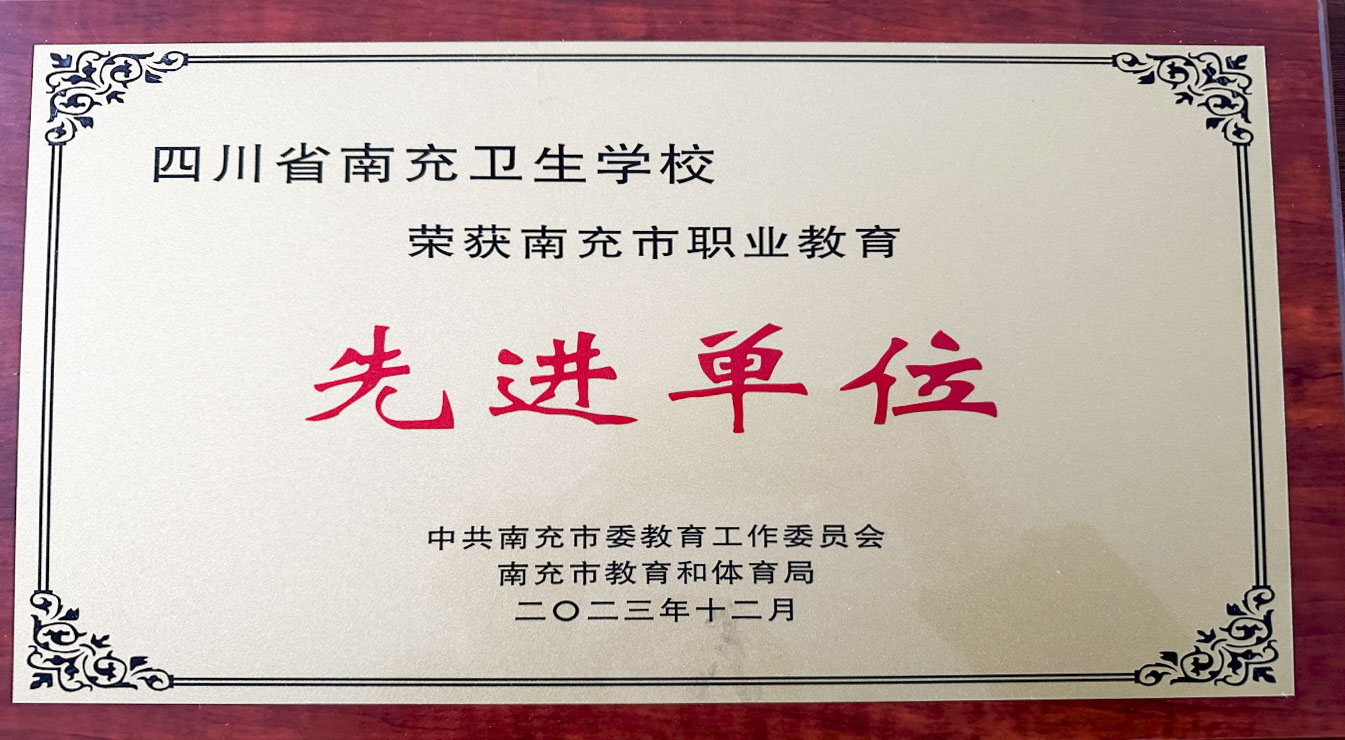 四川省南充卫生学校
荣获南充市职业教育
先进单位
中共南充市委教育工作委员会
南充市教育和体育局
二〇二三年十二月